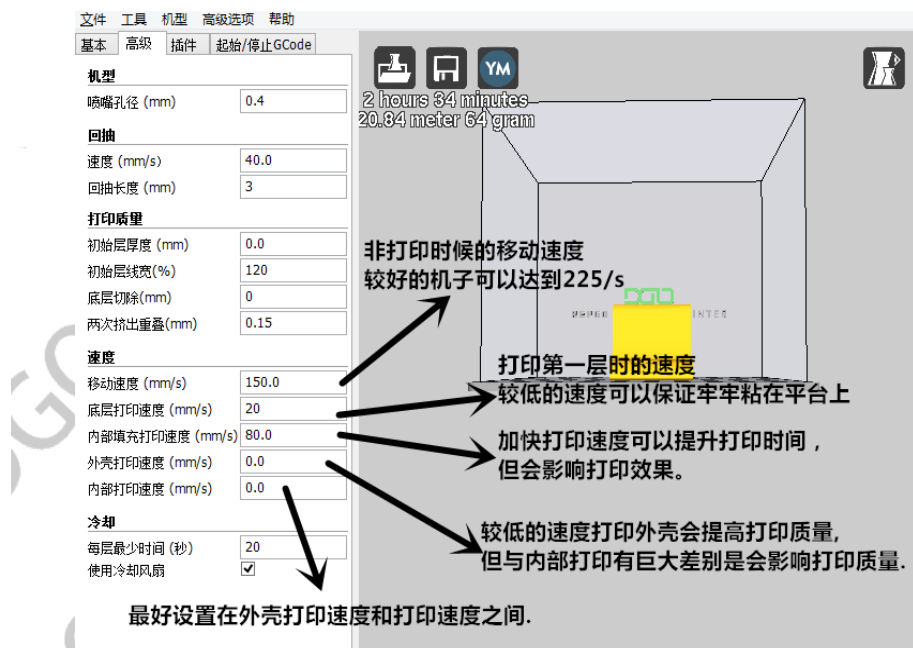 文件 工具 机型 高级选项 帮助
基本 高级 插件 起始/停止GCode
机型
喷嘴孔径 (mm) 0.4
回抽
速度 (mm/s) 40.0
回抽长度 (mm) 3
打印质量
初始层厚度 (mm) 0.0
初始层线宽(%) 120
底层切除(mm) 0
两次挤出重叠(mm) 0.15
速度
移动速度 (mm/s) 150.0
底层打印速度 (mm/s) 20
内部填充打印速度 (mm/s) 80.0
外壳打印速度 (mm/s) 0.0
内部打印速度 (mm/s) 0.0
冷却
每层最少时间 (秒) 20
使用冷却风扇
YM
2 hours 34 minutes
20.84 meter 64 gram
非打印时候的移动速度
较好的机子可以达到225/s
打印第一层时的速度
较低的速度可以保证牢牢粘在平台上
加快打印速度可以提升打印时间，
但会影响打印效果。
较低的速度打印外壳会提高打印质量,
但与内部打印有巨大差别是会影响打印质量.
最好设置在外壳打印速度和打印速度之间.